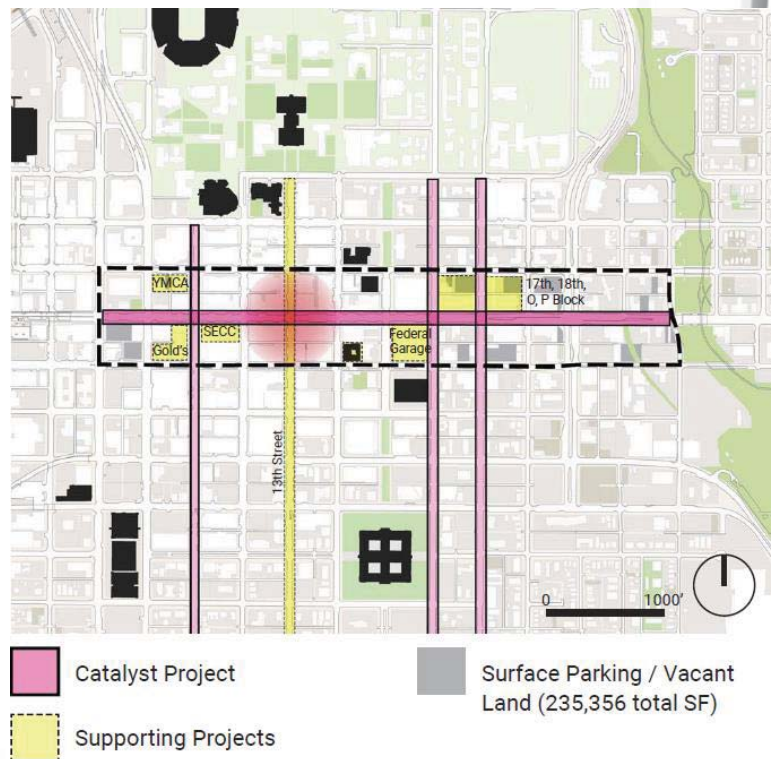 YMCA
17th, 18th,
O, P Block
SECC
Federal
Garage
Gold's
13th Street
0 1000'
Catalyst Project
Surface Parking / Vacant
Land (235,356 total SF)
Supporting Projects